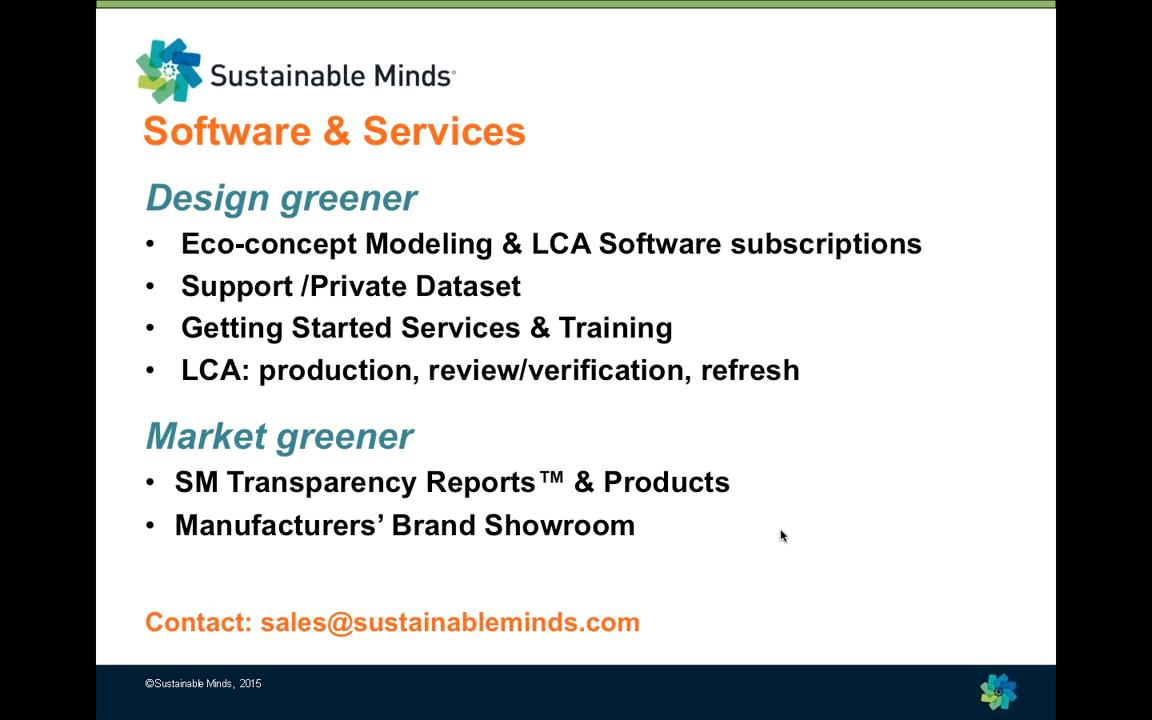 Sustainable Minds®
Software & Services
Design greener
• Eco-concept Modeling & LCA Software subscriptions
• Support /Private Dataset
• Getting Started Services & Training
• LCA: production, review/verification, refresh
Market greener
• SM Transparency Reports™ & Products
• Manufacturers’ Brand Showroom
Contact: sales@sustainableminds.com
©Sustainable Minds, 2015